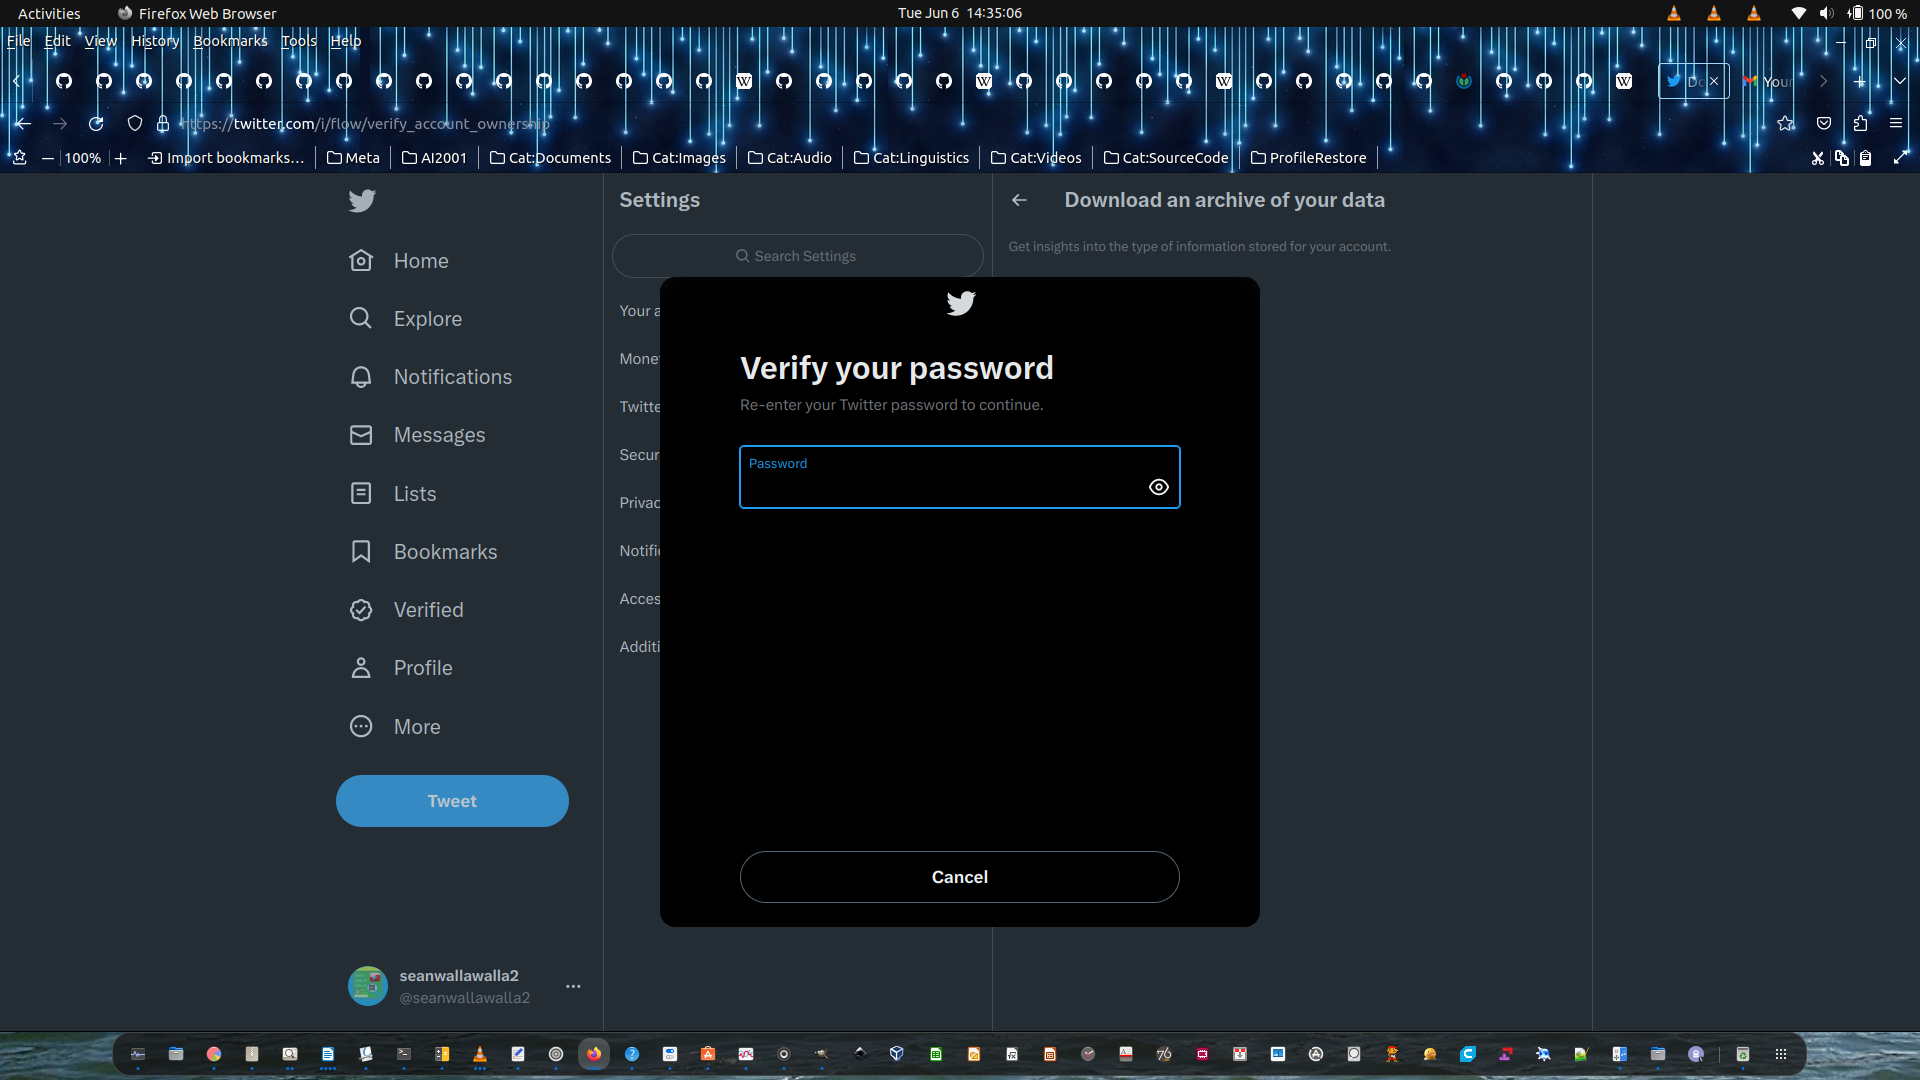 Activities
Firefox Web Browser
Tue Jun 6 14:35:06
100 %
File Edit View History Bookmarks Tools Help
Your
https://twitter.com/i/flow/verify_account_ownership
100%
Import bookmarks…
Meta
AI2001
Cat:Documents
Cat:Images
Cat:Audio
Cat:Linguistics
Cat:Videos
Cat:SourceCode
ProfileRestore
Home
Explore
Notifications
Messages
Lists
Bookmarks
Verified
Profile
More
Tweet
seanwallawalla2
@seanwallawalla2
Settings
Search Settings
Your a
Monet
Twitte
Secur
Privac
Notific
Acces
Additi
Download an archive of your data
Get insights into the type of information stored for your account.
Verify your password
Re-enter your Twitter password to continue.
Password
Cancel